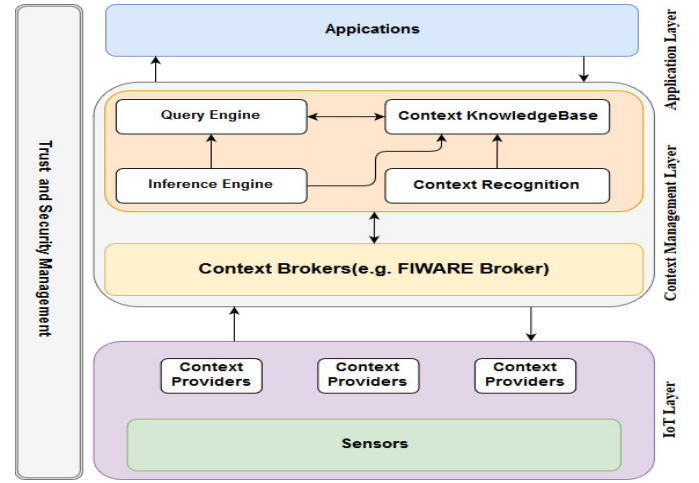 Appications
Application Layer
Query Engine
Context KnowledgeBase
Inference Engine
Context Recognition
Context Management Layer
Context Brokers(e.g. FIWARE Broker)
Trust and Security Management
Context
Providers
Context
Providers
Context
Providers
IoT Layer
Sensors